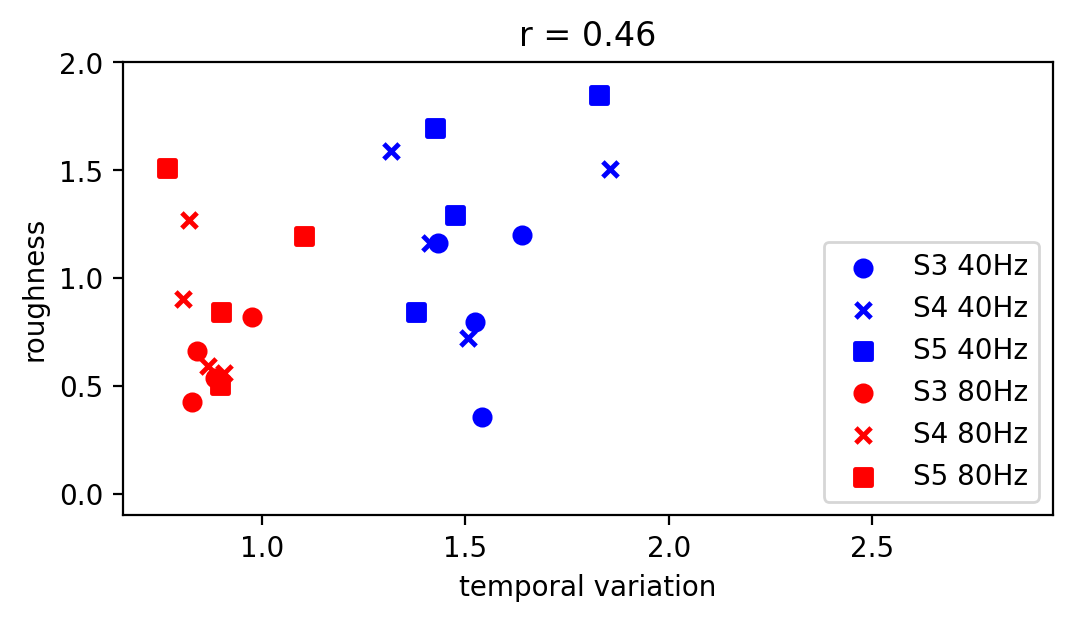 r = 0.46
2.0
1.5
1.0
0.5
0.0
roughness
1.0 1.5 2.0 2.5
temporal variation
S3 40Hz
S4 40Hz
S5 40Hz
S3 80Hz
S4 80Hz
S5 80Hz